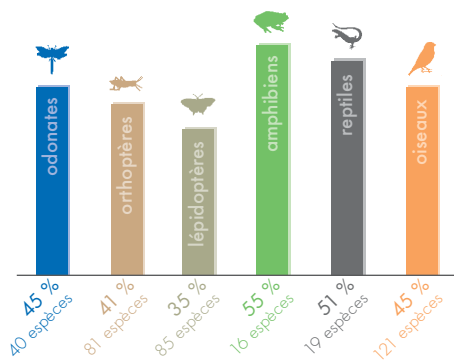 odonates
orthoptères
lépidoptères
amphibiens
reptiles
oiseaux
45 %
40 espèces
41 %
81 espèces
35 %
85 espèces
55 %
16 espèces
51 %
19 espèces
45 %
121 espèces